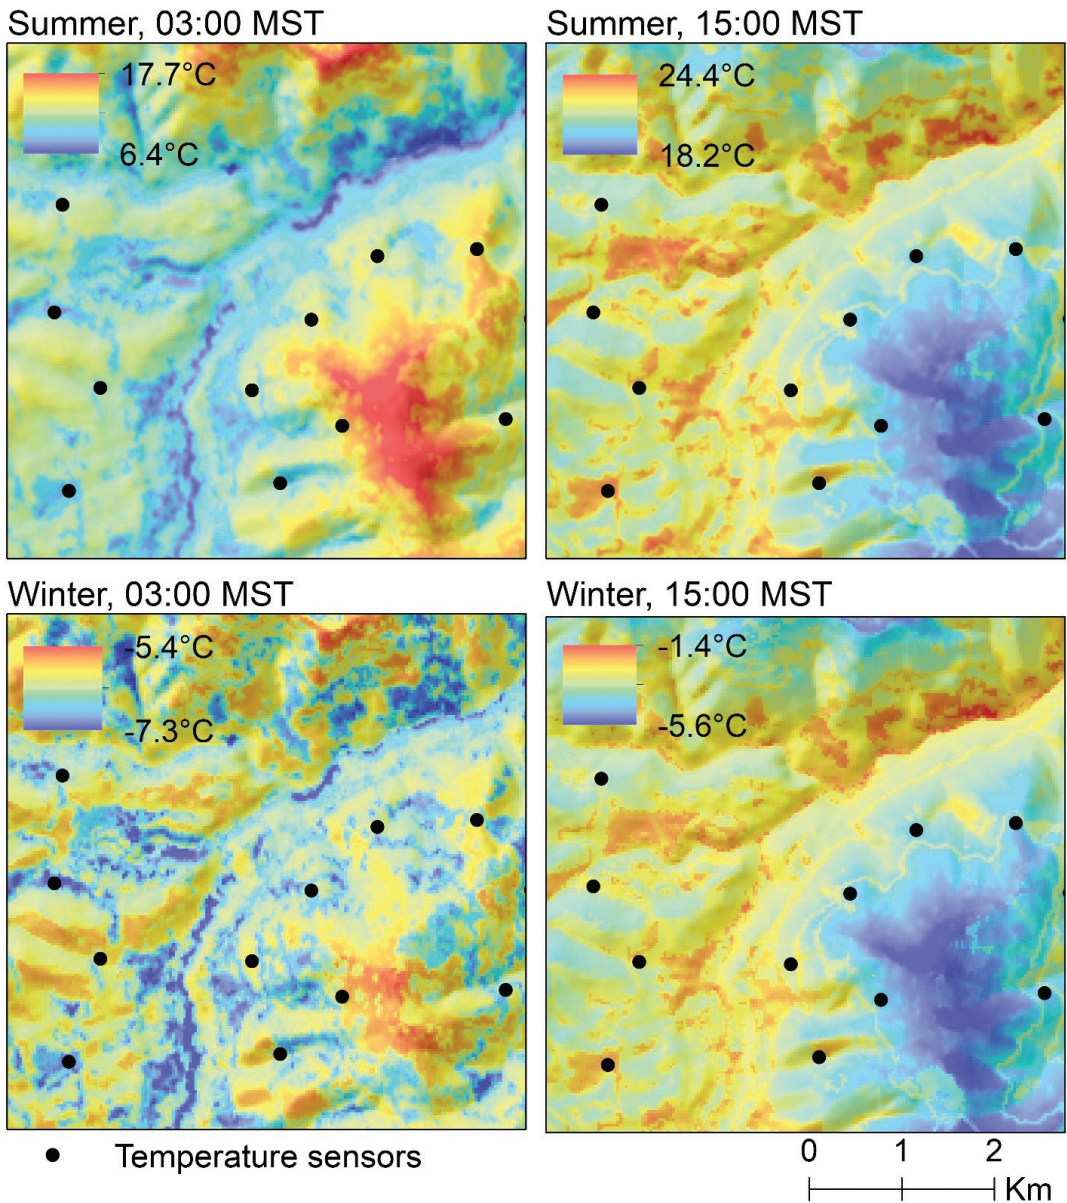 Summer, 03:00 MST
17.7°C
6.4°C
Summer, 15:00 MST
24.4°C
18.2°C
Winter, 03:00 MST
-5.4°C
-7.3°C
Winter, 15:00 MST
-1.4°C
-5.6°C
Temperature sensors
0 1 2
Km